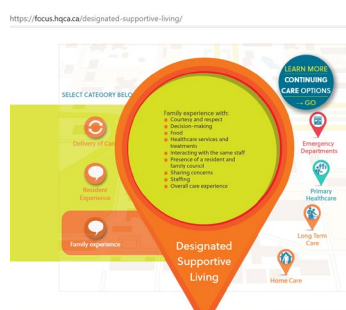 https://focus.hqca.ca/designated-supportive-living/
LEARN MORE
CONTINUING
CARE OPTIONS
→ GO
SELECT CATEGORY BELO
Delivery of Car
Resident
Experience
Family experience
Family experience with:
• Courtesy and respect
• Decision-making
• Food
• Healthcare services and
treatments
• Interacting with the same staff
• Presence of a resident and
family council
• Sharing concerns
• Staffing
• Overall care experience
Designated
Supportive
Living
Emergency
Departments
Primary
Healthcare
Long Term
Care
Home Care